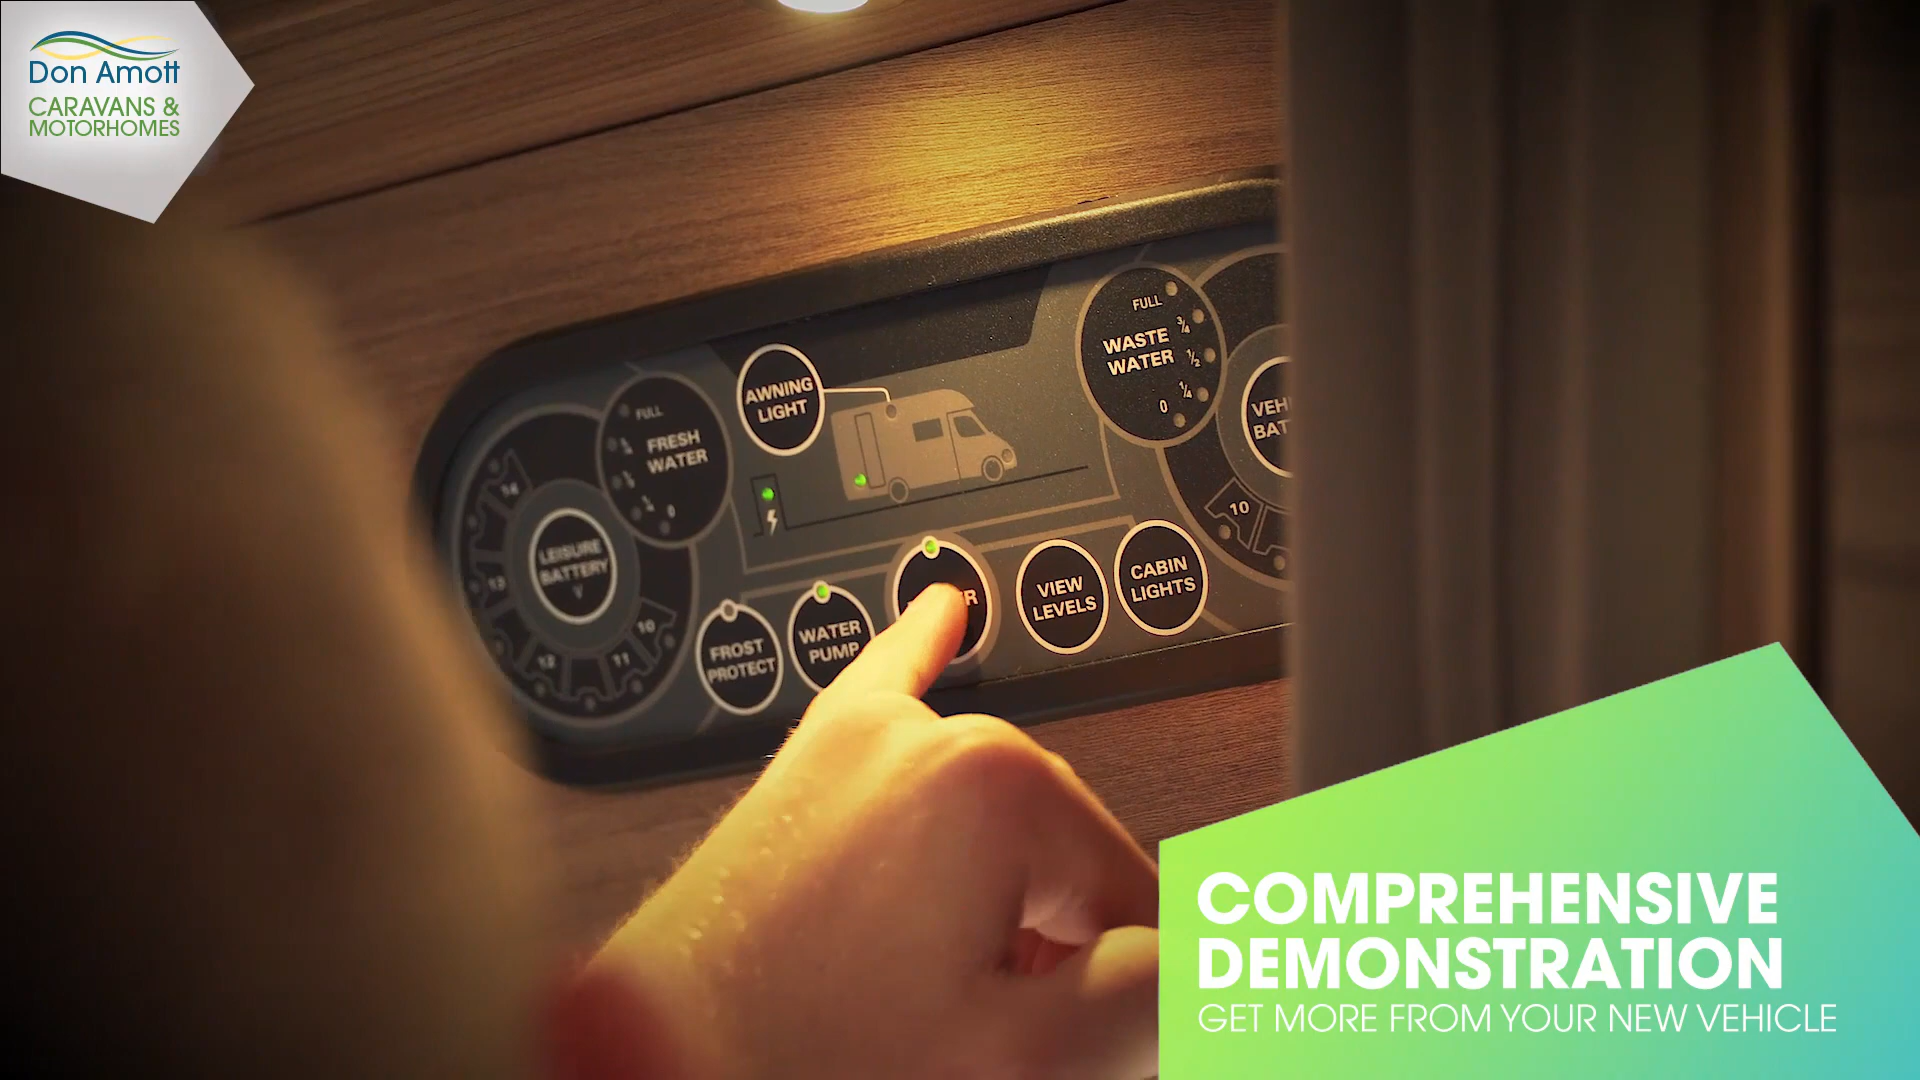 Don Amott
CARAVANS &
MOTORHOMES
FULL
3/4
WASTE
WATER
1/2
1/4
0
AWNING
LIGHT
FULL
FRESH
WATER
0
14
13
12
11
10
LEISURE
BATTERY
V
10
FROST
PROTECT
WATER
PUMP
VIEW
LEVELS
CABIN
LIGHTS
COMPREHENSIVE
DEMONSTRATION
GET MORE FROM YOUR NEW VEHICLE